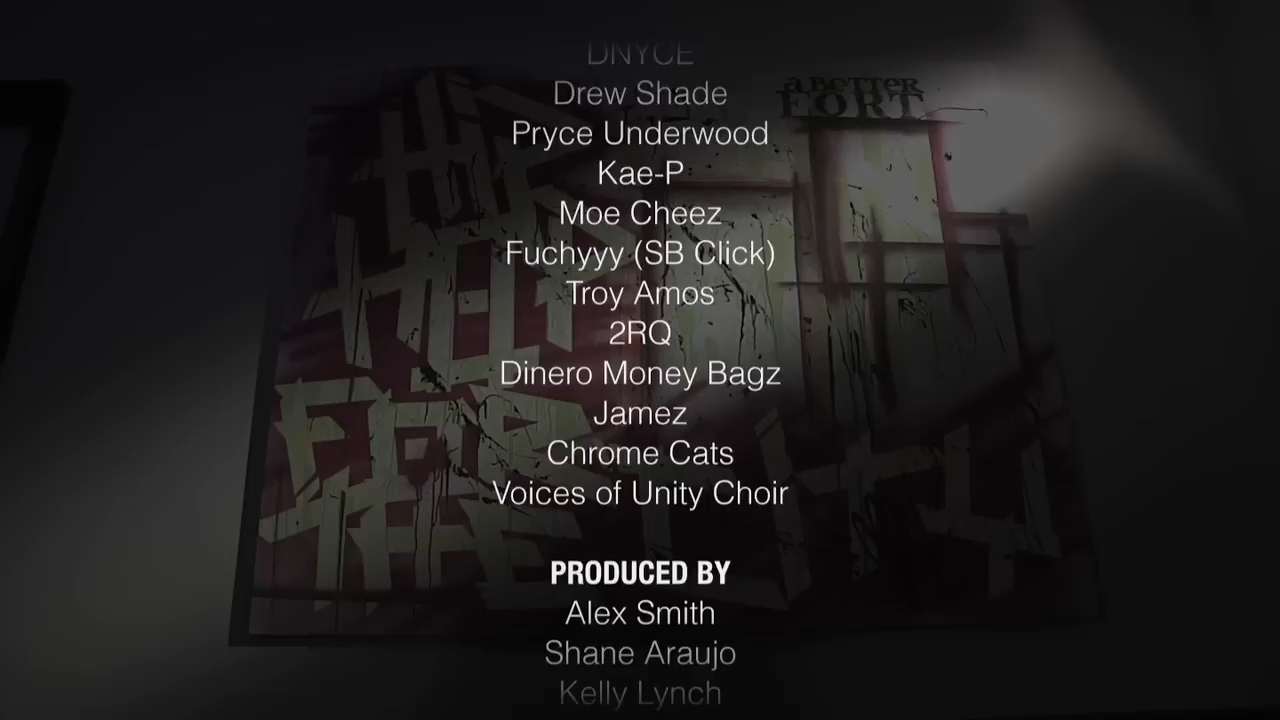 DNYCE
Drew Shade
a BETTER
FORT
Pryce Underwood
Kae-P
Moe Cheez
Fuchyyy (SB Click)
Troy Amos
2RQ
Dinero Money Bagz
Jamez
Chrome Cats
Voices of Unity Choir
PRODUCED BY
Alex Smith
Shane Araujo
Kelly Lynch